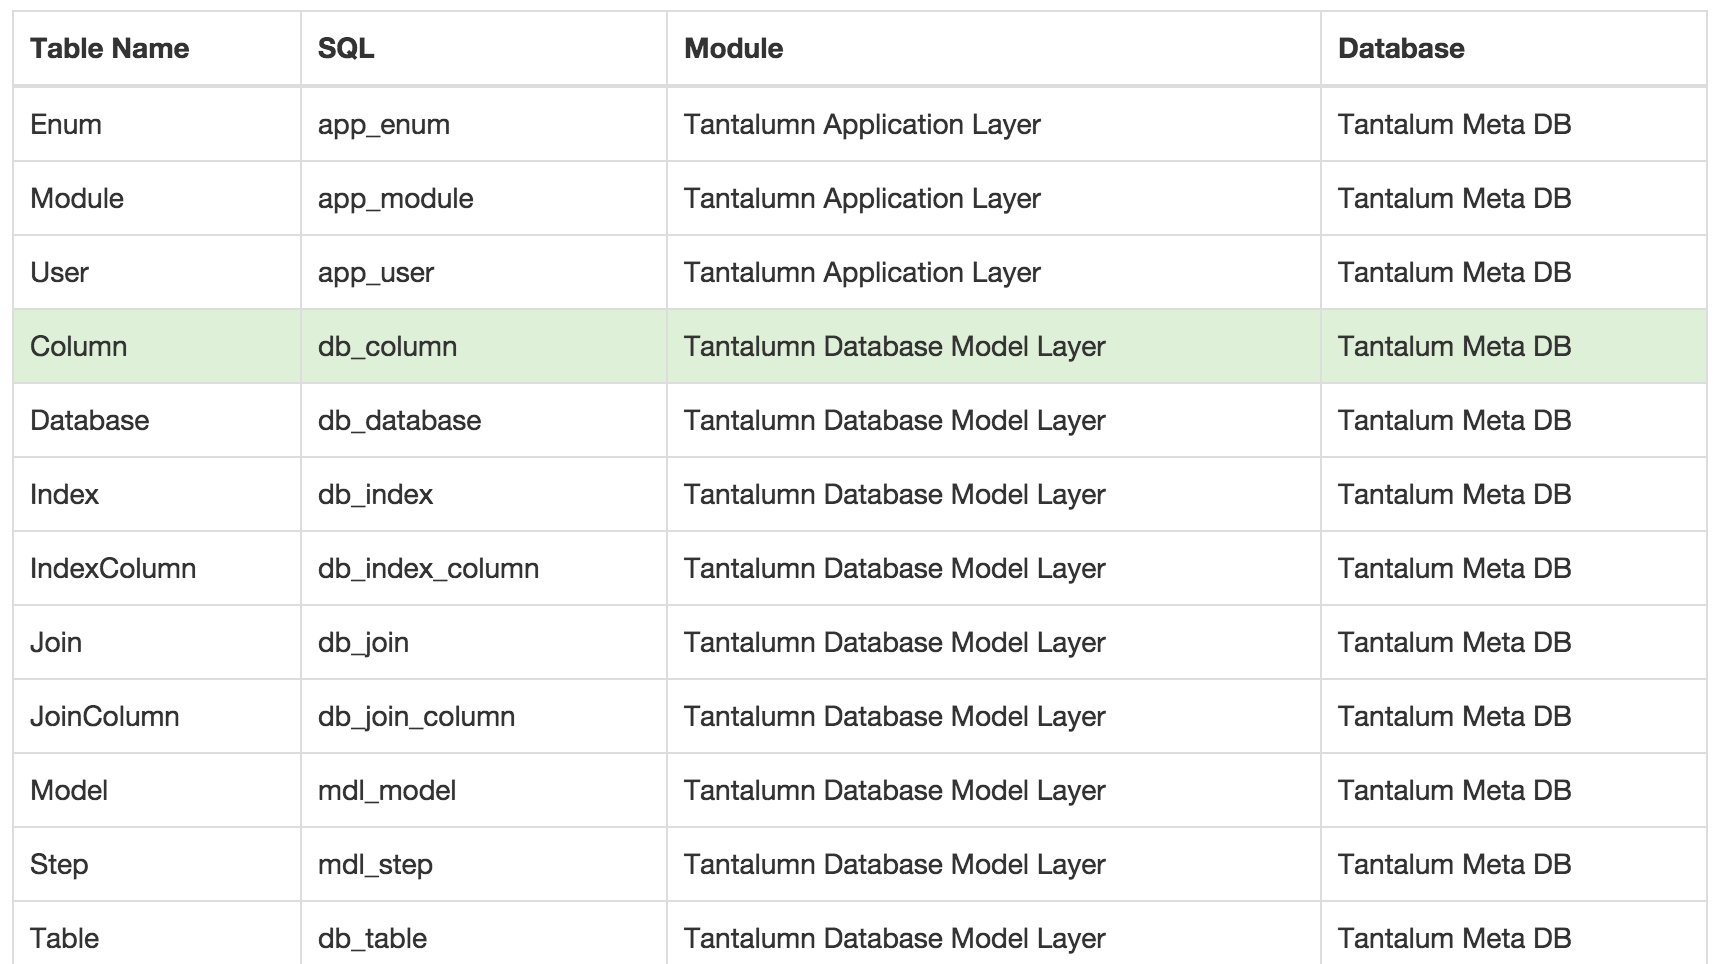 Table Name SQL Module Database
Enum app_enum Tantalumn Application Layer Tantalum Meta DB
Module app_module Tantalumn Application Layer Tantalum Meta DB
User app_user Tantalumn Application Layer Tantalum Meta DB
Column db_column Tantalumn Database Model Layer Tantalum Meta DB
Database db_database Tantalumn Database Model Layer Tantalum Meta DB
Index db_index Tantalumn Database Model Layer Tantalum Meta DB
IndexColumn db_index_column Tantalumn Database Model Layer Tantalum Meta DB
Join db_join Tantalumn Database Model Layer Tantalum Meta DB
JoinColumn db_join_column Tantalumn Database Model Layer Tantalum Meta DB
Model mdl_model Tantalumn Database Model Layer Tantalum Meta DB
Step mdl_step Tantalumn Database Model Layer Tantalum Meta DB
Table db_table Tantalumn Database Model Layer Tantalum Meta DB